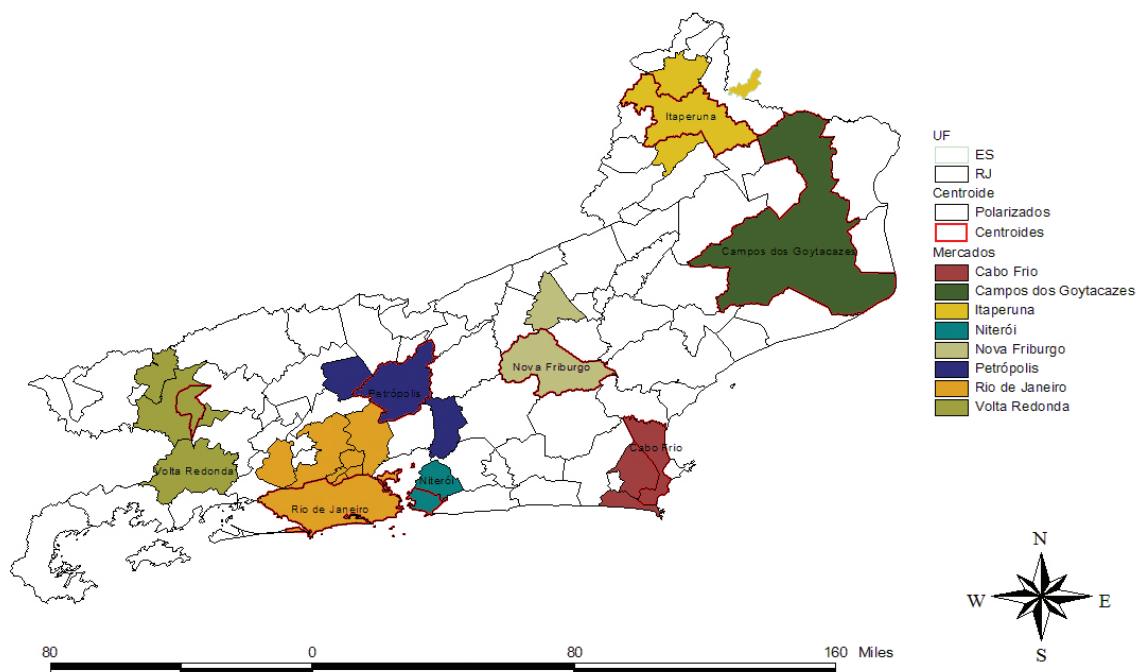 Itaperuna
Campos dos Goytacazes
Nova Friburgo
Petrópolis
Cabo Frio
Volta Redonda
Niterói
Rio de Janeiro
UF
ES
RJ
Centroide
Polarizados
Centroides
Mercados
Cabo Frio
Campos dos Goytacazes
Itaperuna
Niterói
Nova Friburgo
Petrópolis
Rio de Janeiro
Volta Redonda
N
W E
S
80 0 80 160 Miles